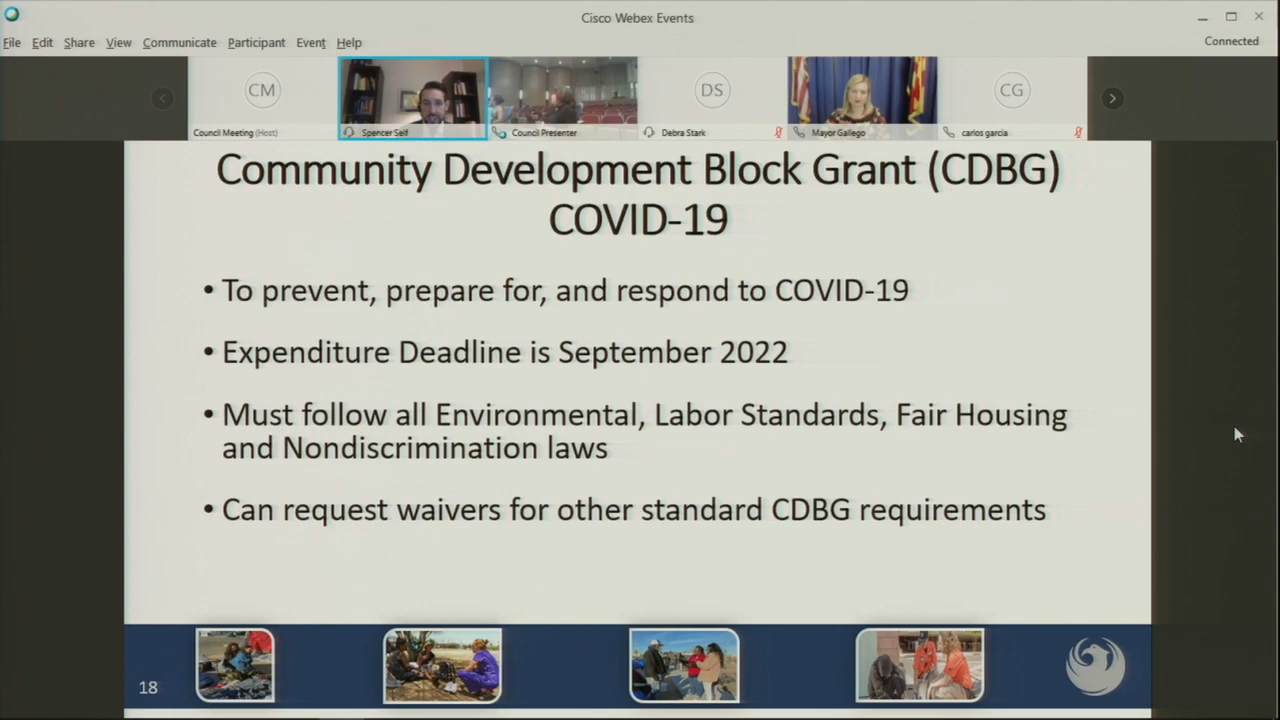 Cisco Webex Events
File Edit Share View Communicate Participant Event Help
Connected
CM
DS
CG
Council Meeting (Host)
Spencer Self
Council Presenter
Debra Stark
Mayor Gallego
carlos garcia
Community Development Block Grant (CDBG)
COVID-19
• To prevent, prepare for, and respond to COVID-19
• Expenditure Deadline is September 2022
• Must follow all Environmental, Labor Standards, Fair Housing
and Nondiscrimination laws
• Can request waivers for other standard CDBG requirements
18